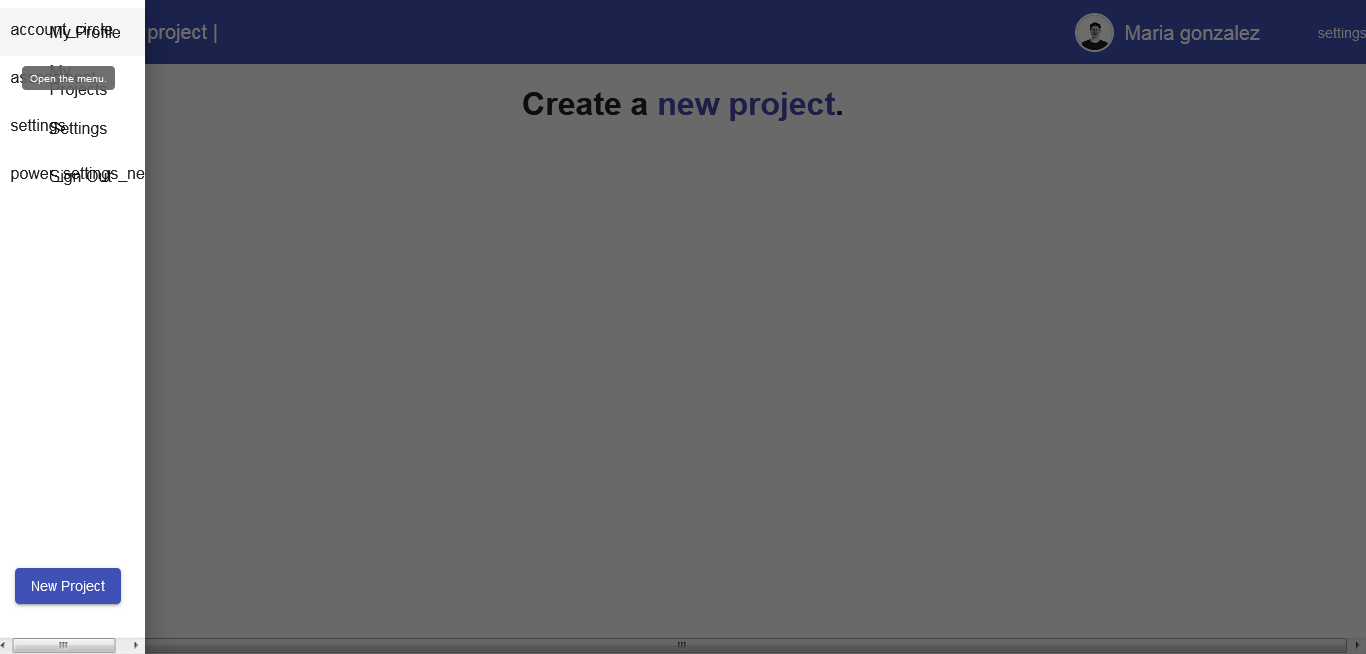 account_circle
My Profile
project |
Maria gonzalez
settings
Create a new project.
Open the menu.
My
Projects
settings
Settings
power_settings_ne
Sign Out
New Project